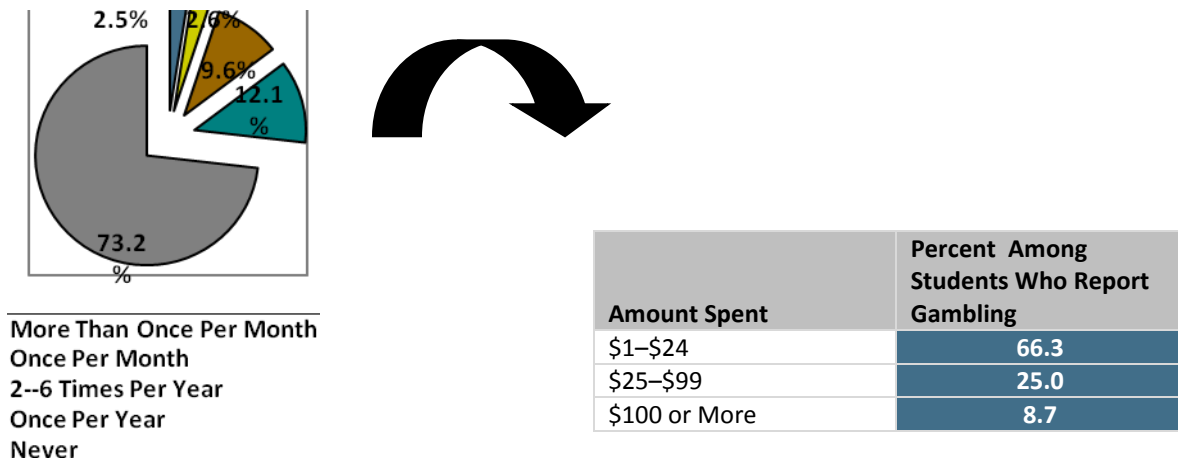 2.5%
2.6%
9.6%
12.1
%
73.2
%
More Than Once Per Month
Once Per Month
2--6 Times Per Year
Once Per Year
Never
Amount Spent
Percent Among
Students Who Report
Gambling
$1–$24
66.3
$25–$99
25.0
$100 or More
8.7